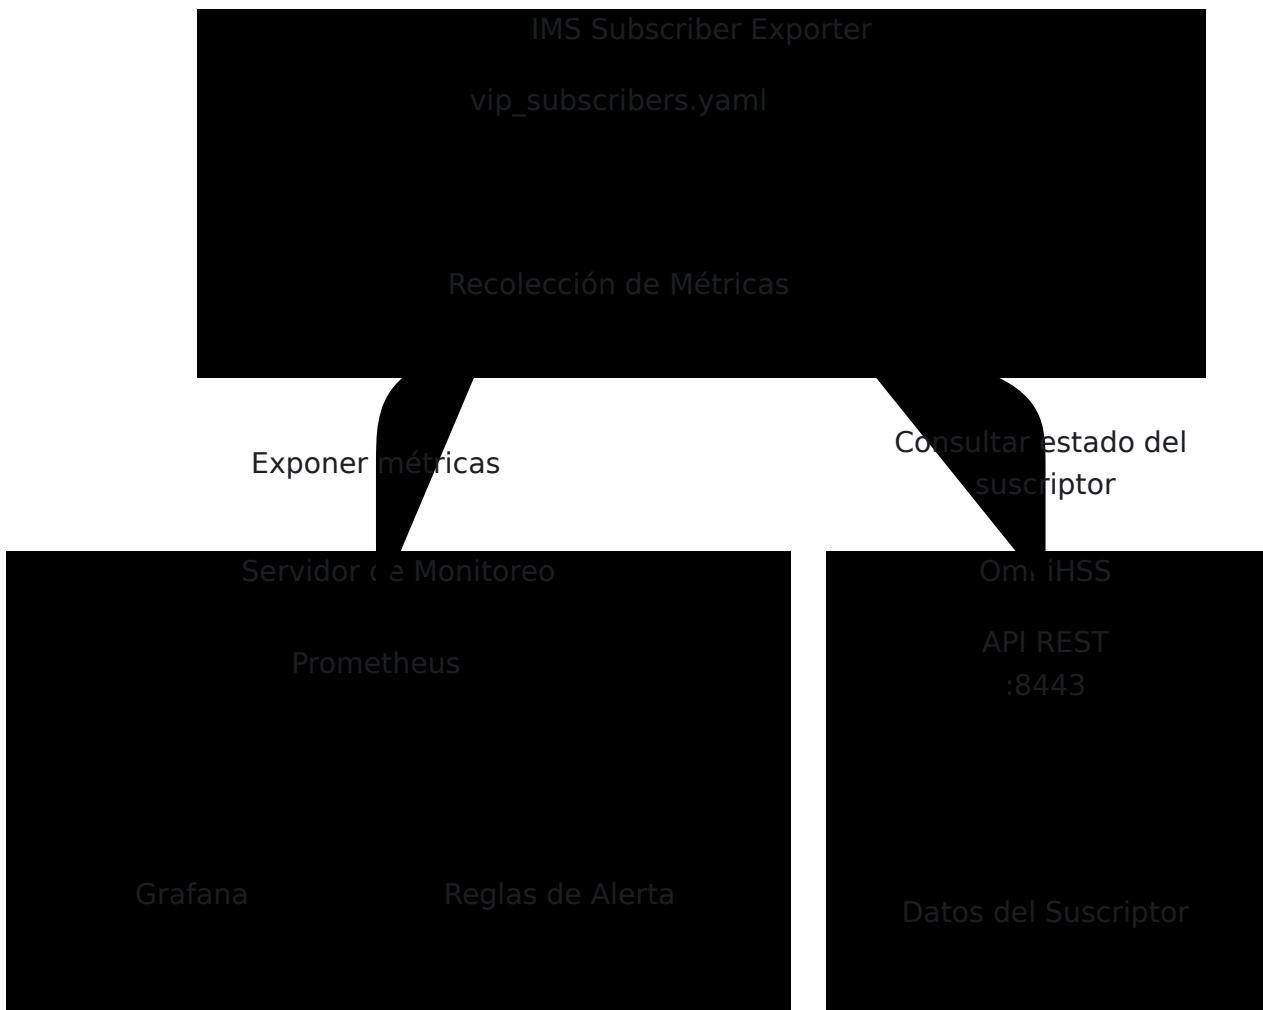 IMS Subscriber Exporter
vip_subscribers.yaml
Recolección de Métricas
Exponer métricas
Consultar estado del
suscriptor
Servidor de Monitoreo
Prometheus
Grafana
Reglas de Alerta
OmniHSS
API REST
:8443
Datos del Suscriptor